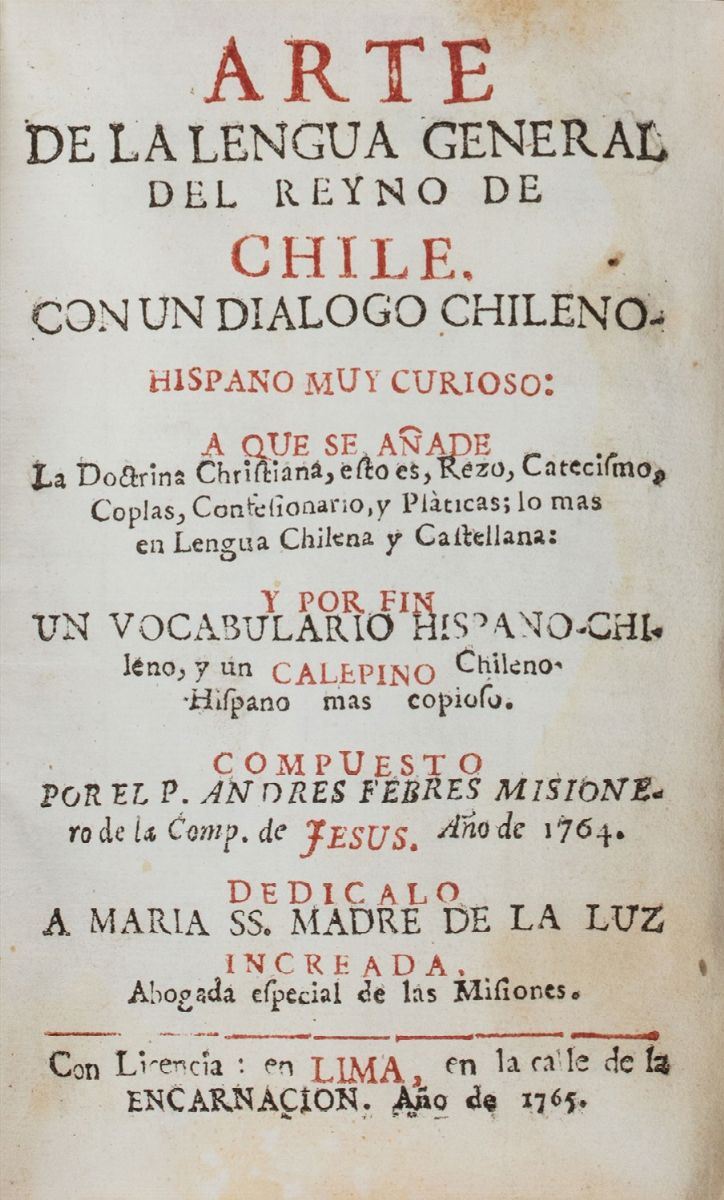 ARTE
DE LA LENGUA GENERAL
DEL REYNO DE
CHILE.
CON UN DIALOGO CHILENO-
HISPANO MUY CURIOSO:
A QUE SE AÑADE
La Doctrina Christiana, esto es, Rezo, Catecismo,
Coplas, Confesionario, y Plàticas; lo mas
en Lengua Chilena y Castellana:
Y POR FIN
UN VOCABULARIO HISPANO-CHI-
leno, y un CALEPINO Chileno-
Hispano mas copioso.
COMPUESTO
POR EL P. ANDRES FEBRES MISIONE-
ro de la Comp. de JESUS. Año de 1764.
DEDICALO
A MARIA SS. MADRE DE LA LUZ
INCREADA,
Abogada especial de las Misiones.
Con Licencia: en LIMA, en la calle de la
ENCARNACION. Año de 1765.